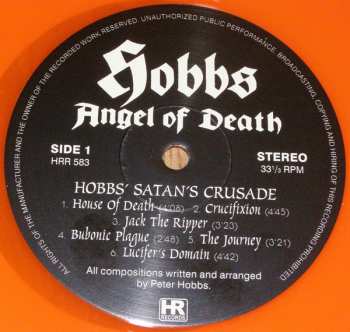 ALL RIGHTS OF THE MANUFACTURER AND THE OWNER OF THE RECORDED WORK RESERVED. UNAUTHORIZED PUBLIC PERFORMANCE, BROADCASTING, COPYING AND HIRING OF THIS RECORDING PROHIBITED
Hobbs
Angel of Death
SIDE 1
HRR 583
STEREO
33⅓ RPM
HOBBS' SATAN'S CRUSADE
1. House Of Death (4:08) 2. Crucifixion (4:45)
3. Jack The Ripper (3:23)
4. Bubonic Plague (2:48) 5. The Journey (3:21)
6. Lucifer's Domain (4:42)
All compositions written and arranged
by Peter Hobbs.
HR
RECORDS